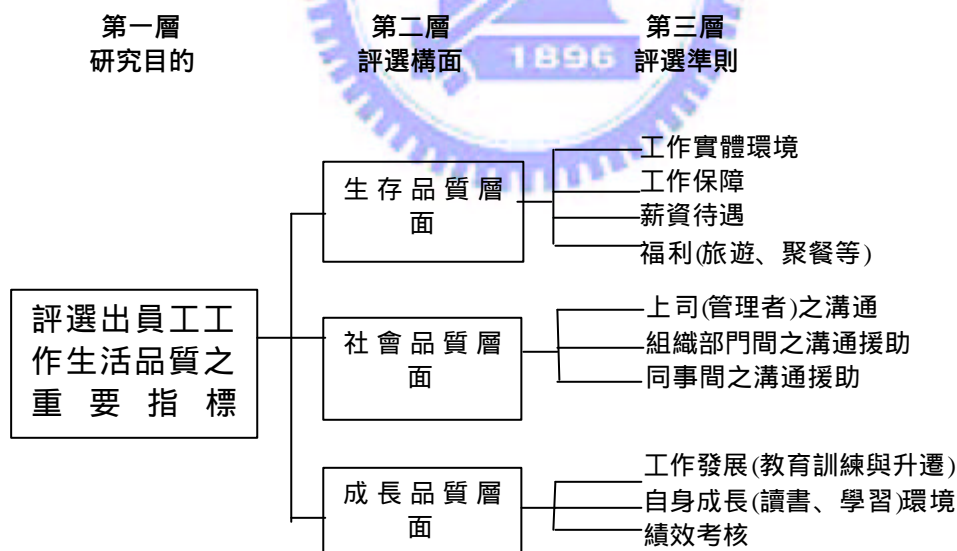 第一層 第二層 第三層
研究目的 評選構面 評選準則
1896
工作實體環境
工作保障
薪資待遇
福利(旅遊、聚餐等)
生存品質層
面
評選出員工工
作生活品質之
重要指標
上司(管理者)之溝通
組織部門間之溝通援助
同事間之溝通援助
社會品質層
面
工作發展(教育訓練與升遷)
自身成長(讀書、學習)環境
績效考核
成長品質層
面